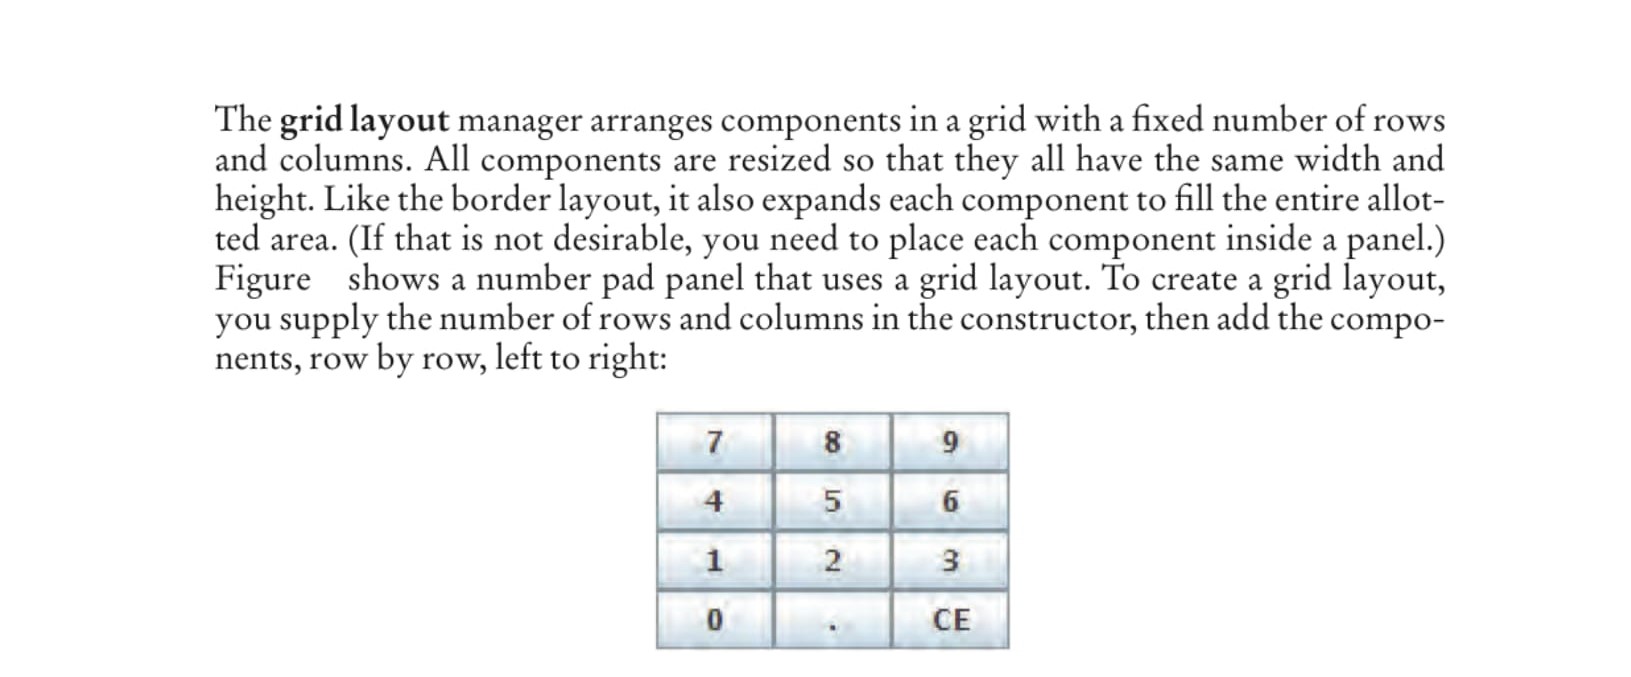 The grid layout manager arranges components in a grid with a fixed number of rows
and columns. All components are resized so that they all have the same width and
height. Like the border layout, it also expands each component to fill the entire allot-
ted area. (If that is not desirable, you need to place each component inside a panel.)
Figure shows a number pad panel that uses a grid layout. To create a grid layout,
you supply the number of rows and columns in the constructor, then add the compo-
nents, row by row, left to right:
7 8 9
4 5 6
1 2 3
0 . CE